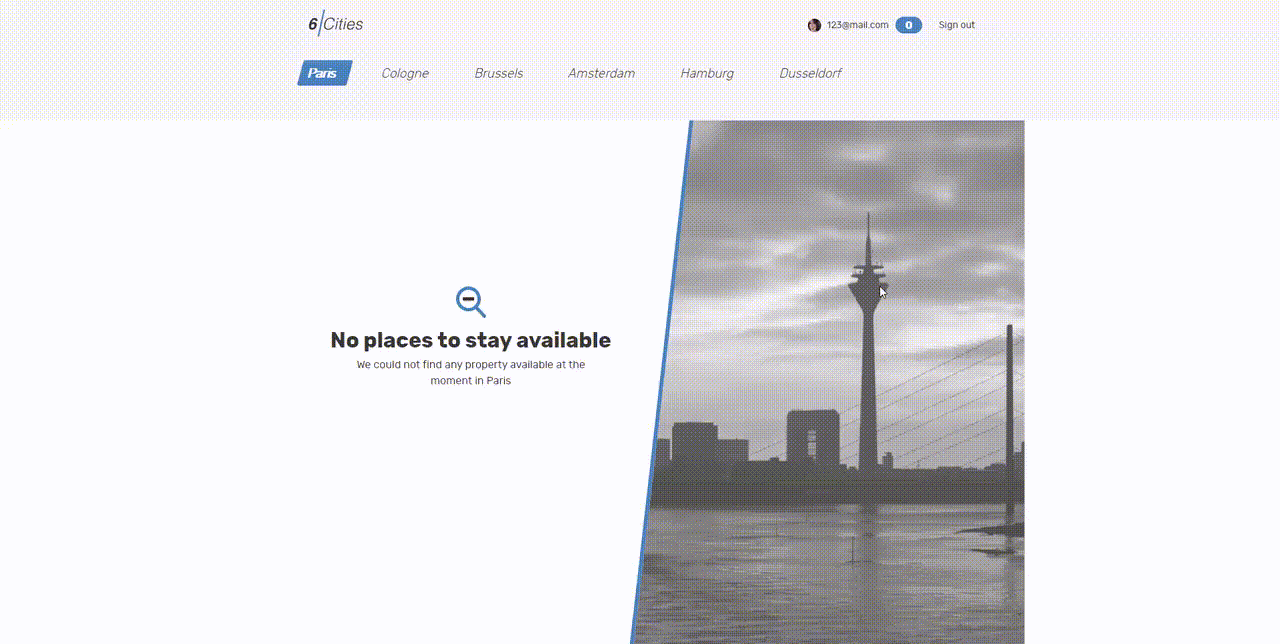 6 Cities
123@mail.com 0 Sign out
Paris Cologne Brussels Amsterdam Hamburg Dusseldorf
No places to stay available
We could not find any property available at the
moment in Paris